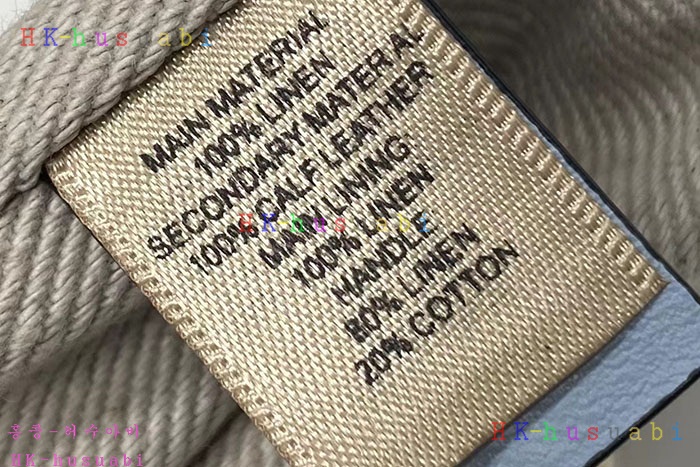 HK-husuabi
MAIN MATERIAL
100% LINEN
SECONDARY MATERIAL
100% CALF LEATHER
MAIN LINING
100% LINEN
HANDLE
80% LINEN
20% COTTON
HK-husuabi
HK-husuabi
HK-husuabi